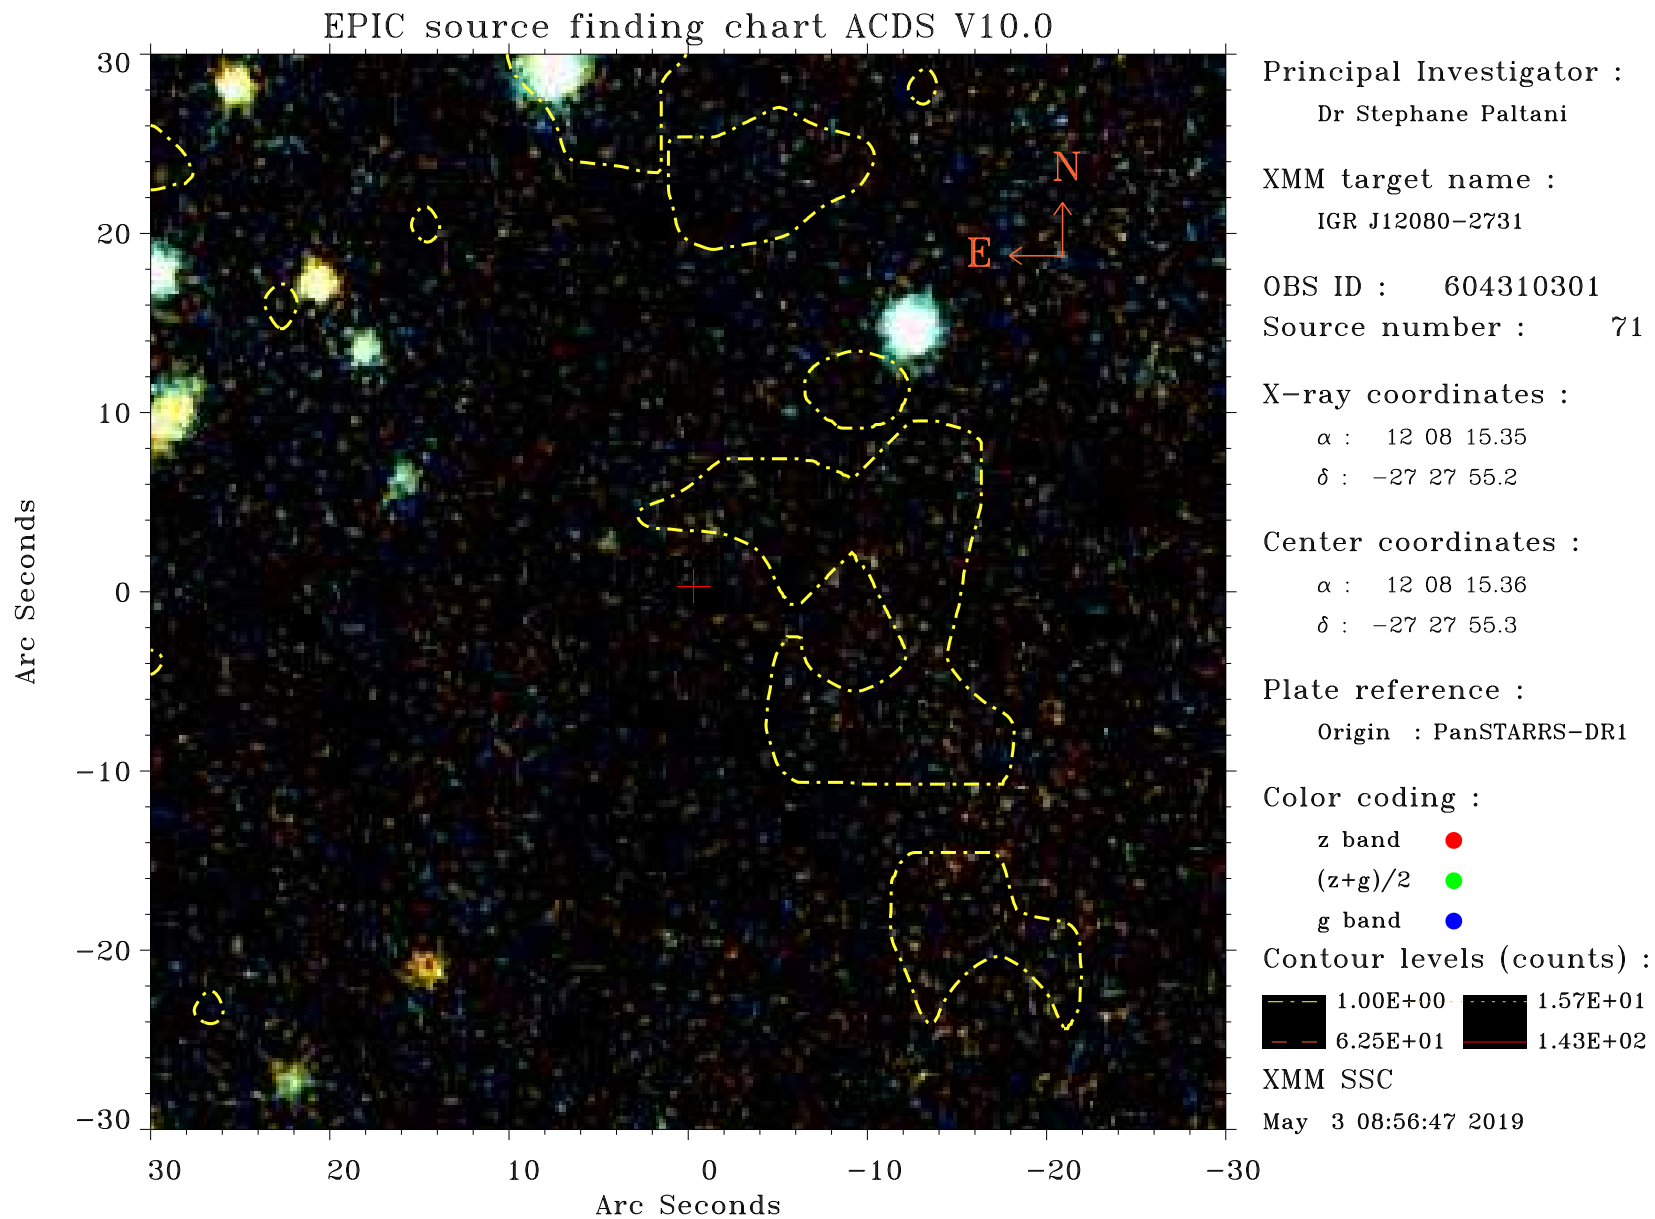 EPIC source finding chart ACDS V10.0
30
20
10
0
−10
−20
−30
Arc Seconds
30 20 10 0 −10 −20 −30
Arc Seconds
N
E
Principal Investigator :
Dr Stephane Paltani
XMM target name :
IGR J12080−2731
OBS ID : 604310301
Source number : 71
X−ray coordinates :
α : 12 08 15.35
δ : −27 27 55.2
Center coordinates :
α : 12 08 15.36
δ : −27 27 55.3
Plate reference :
Origin : PanSTARRS−DR1
Color coding :
z band
(z+g)/2
g band
Contour levels (counts) :
1.00E+00 1.57E+01
6.25E+01 1.43E+02
XMM SSC
May 3 08:56:47 2019